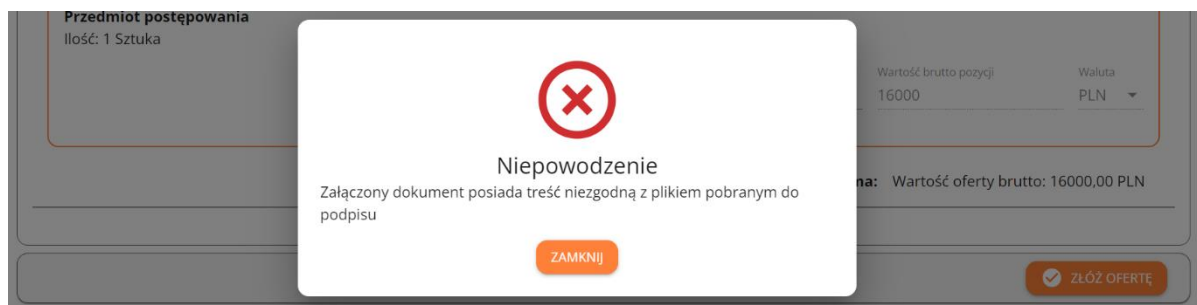 Przedmiot postępowania
Ilość: 1 Sztuka
Wartość brutto pozycji
Waluta
16000
PLN
Niepowodzenie
Załączony dokument posiada treść niezgodną z plikiem pobranym do
podpisu
Wartość oferty brutto: 16000,00 PLN
ZAMKNIJ
ZŁÓŻ OFERTĘ